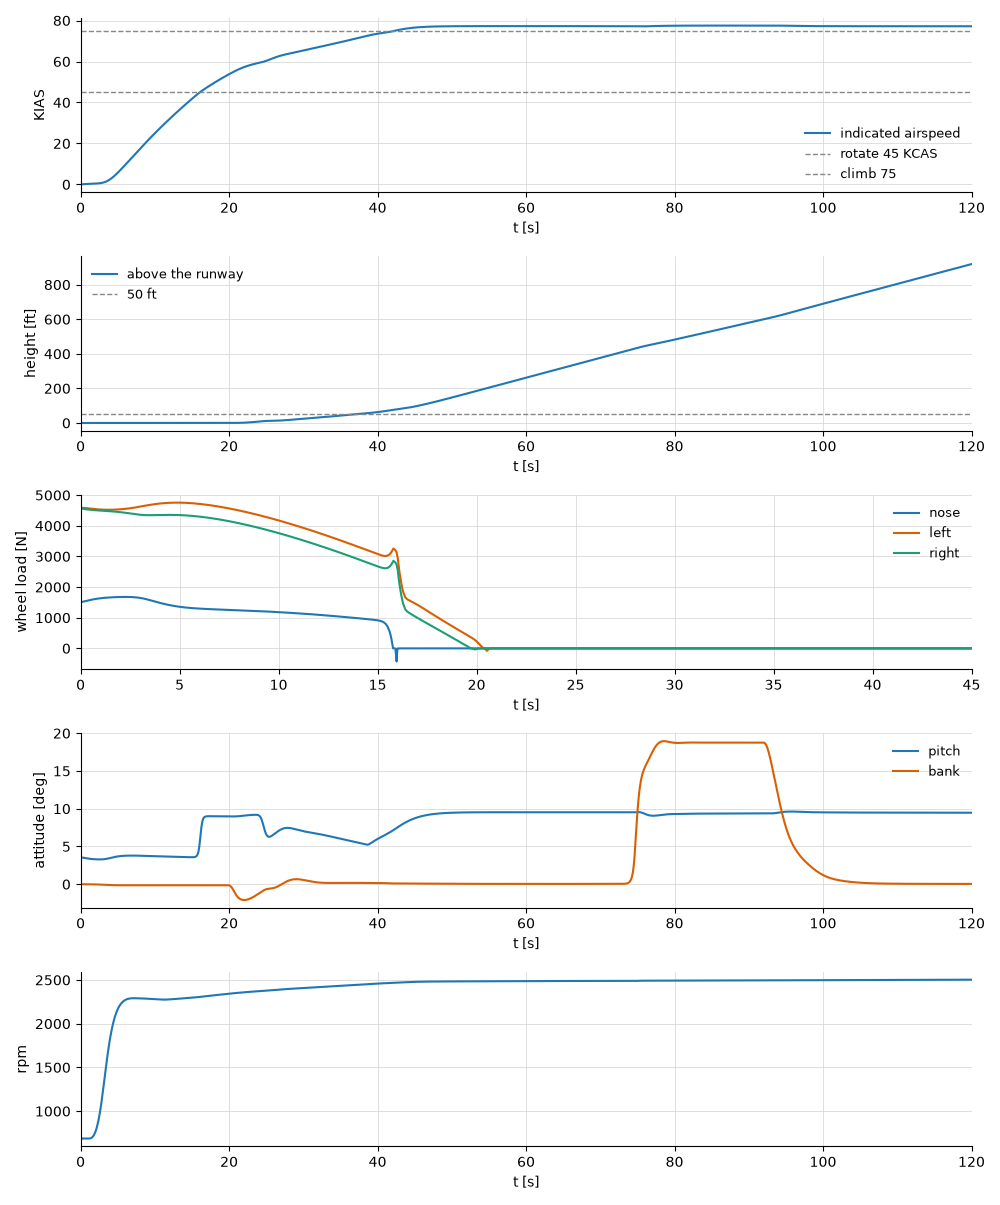 80
60
40
20
0
KIAS
indicated airspeed
rotate 45 KCAS
climb 75
0 20 40 60 80 100 120
t [s]
800
600
400
200
0
height [ft]
above the runway
50 ft
0 20 40 60 80 100 120
t [s]
5000
4000
3000
2000
1000
0
wheel load [N]
nose
left
right
0 5 10 15 20 25 30 35 40 45
t [s]
20
15
10
5
0
attitude [deg]
pitch
bank
0 20 40 60 80 100 120
t [s]
2500
2000
1500
1000
rpm
0 20 40 60 80 100 120
t [s]